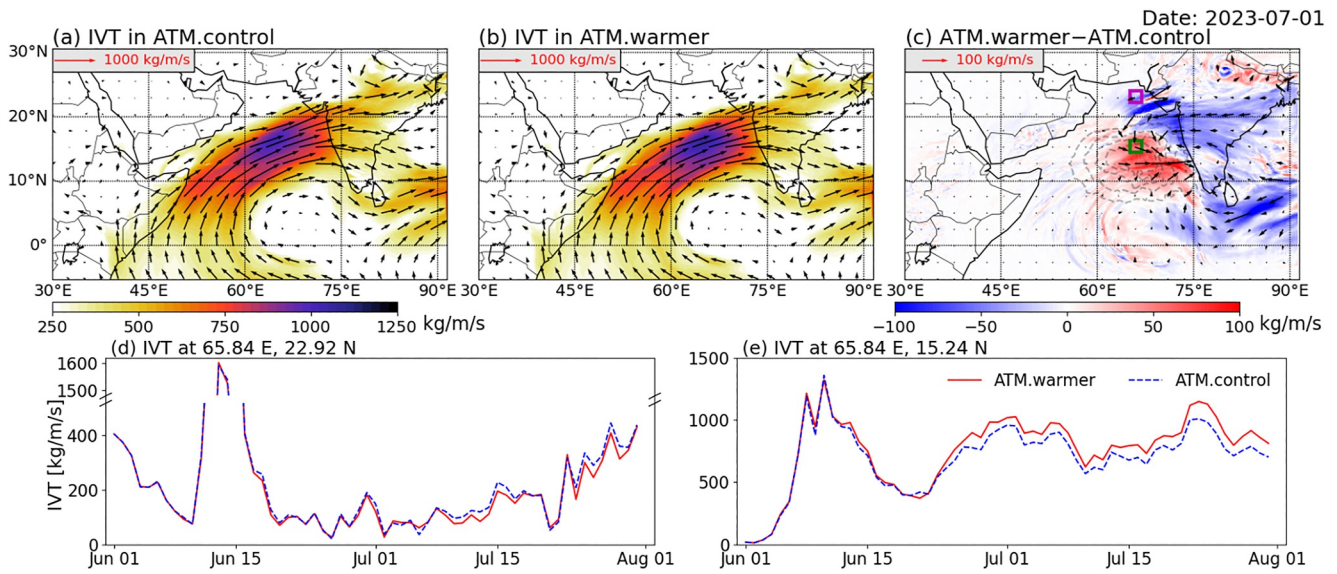 Date: 2023-07-01
(a) IVT in ATM.control
(b) IVT in ATM.warmer
(c) ATM.warmer−ATM.control
1000 kg/m/s
1000 kg/m/s
100 kg/m/s
30°N
20°N
10°N
0°
30°E 45°E 60°E 75°E 90°E
30°E 45°E 60°E 75°E 90°E
30°E 45°E 60°E 75°E 90°E
250 500 750 1000 1250 kg/m/s
−100 −50 0 50 100 kg/m/s
(d) IVT at 65.84 E, 22.92 N
IVT [kg/m/s]
1600
1500
400
200
0
Jun 01 Jun 15 Jul 01 Jul 15 Aug 01
(e) IVT at 65.84 E, 15.24 N
ATM.warmer ATM.control
1500
1000
500
0
Jun 01 Jun 15 Jul 01 Jul 15 Aug 01